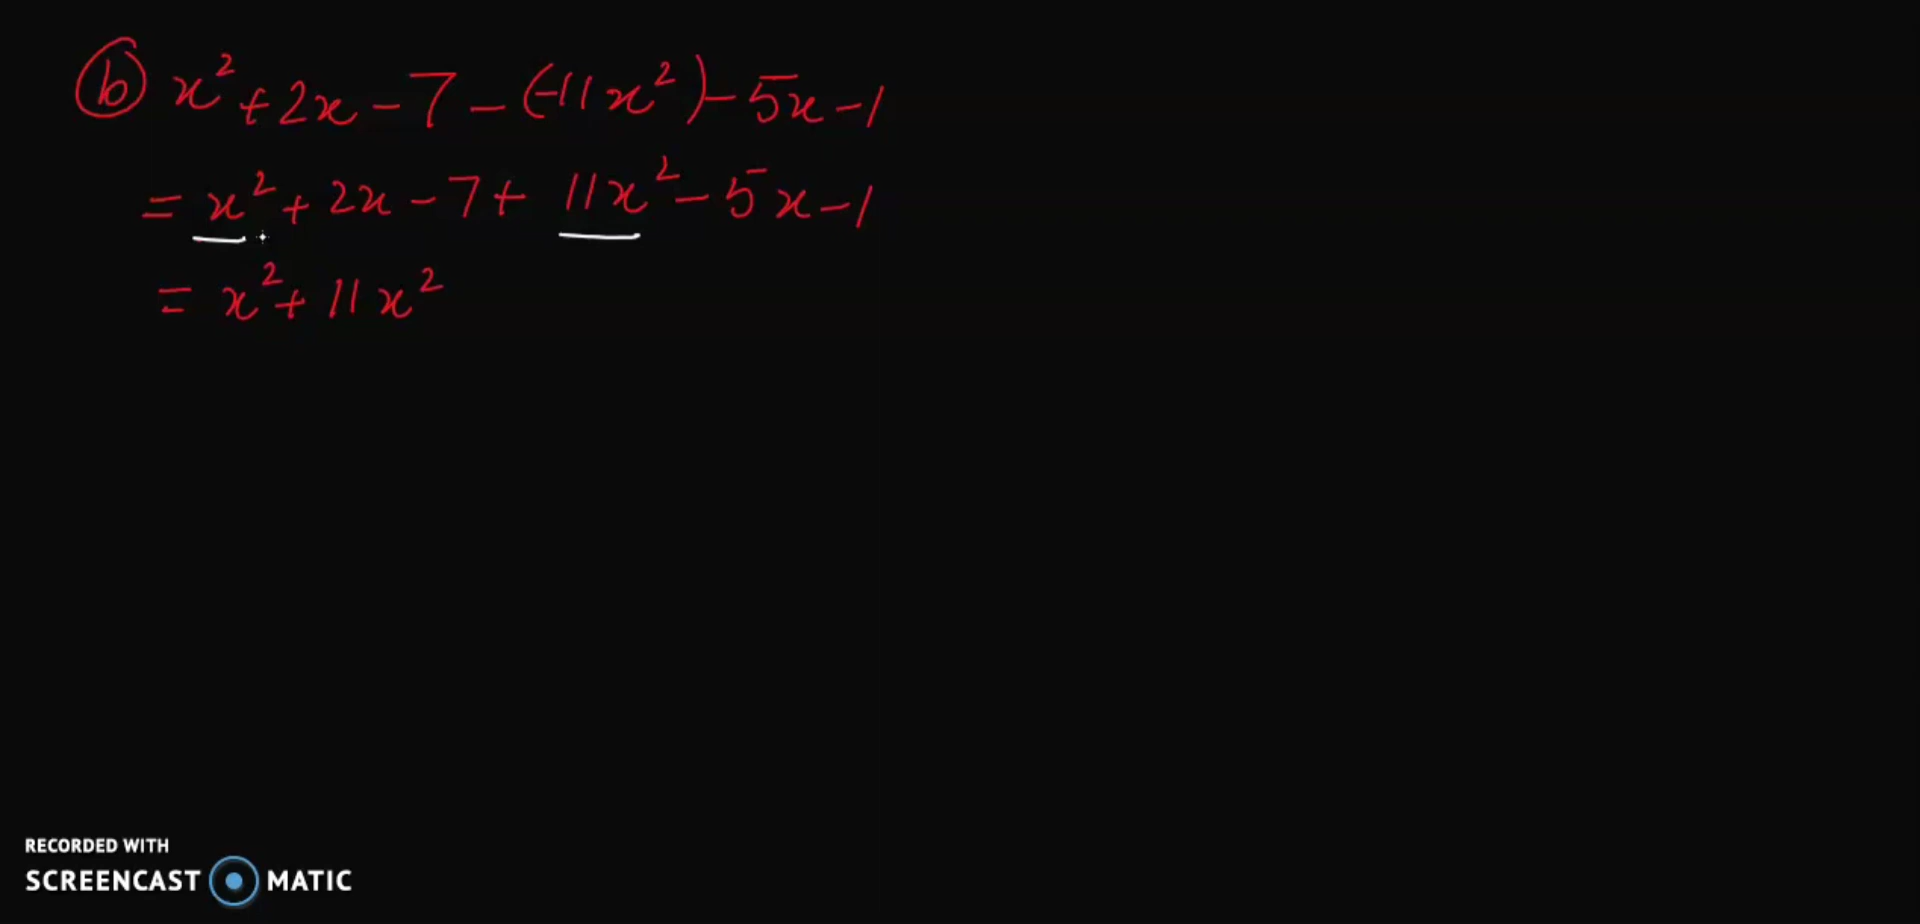 b x² + 2x - 7 - (-11x²) - 5x - 1
= x² + 2x - 7 + 11x² - 5x - 1
= x² + 11x²
RECORDED WITH
SCREENCAST MATIC